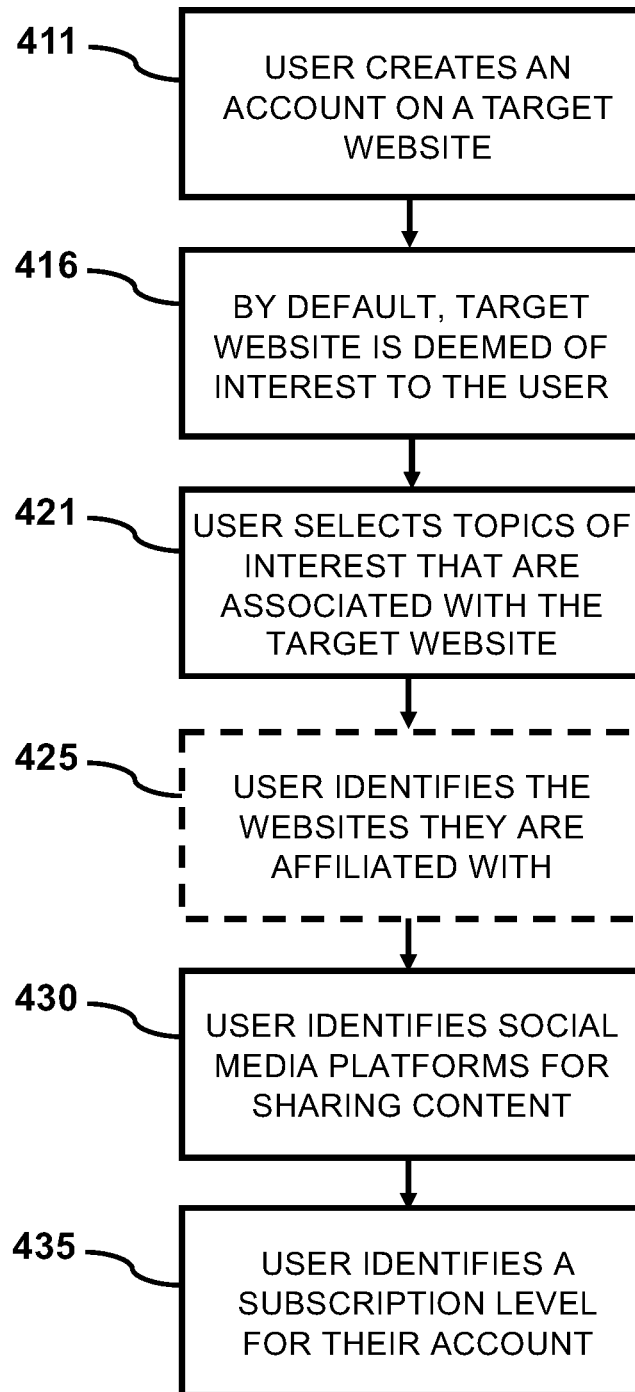 411
USER CREATES AN
ACCOUNT ON A TARGET
WEBSITE
416
BY DEFAULT, TARGET
WEBSITE IS DEEMED OF
INTEREST TO THE USER
421
USER SELECTS TOPICS OF
INTEREST THAT ARE
ASSOCIATED WITH THE
TARGET WEBSITE
425
USER IDENTIFIES THE
WEBSITES THEY ARE
AFFILIATED WITH
430
USER IDENTIFIES SOCIAL
MEDIA PLATFORMS FOR
SHARING CONTENT
435
USER IDENTIFIES A
SUBSCRIPTION LEVEL
FOR THEIR ACCOUNT